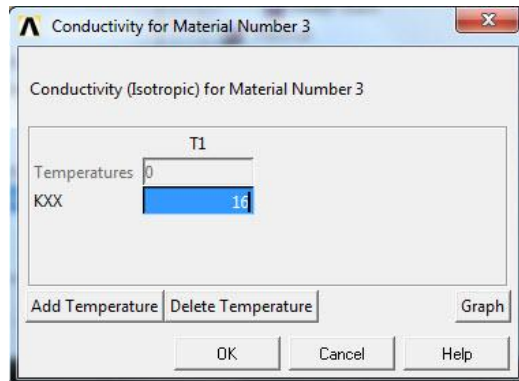 Conductivity for Material Number 3
Conductivity (Isotropic) for Material Number 3
T1
Temperatures 0
KXX 16
Add Temperature Delete Temperature Graph
OK Cancel Help